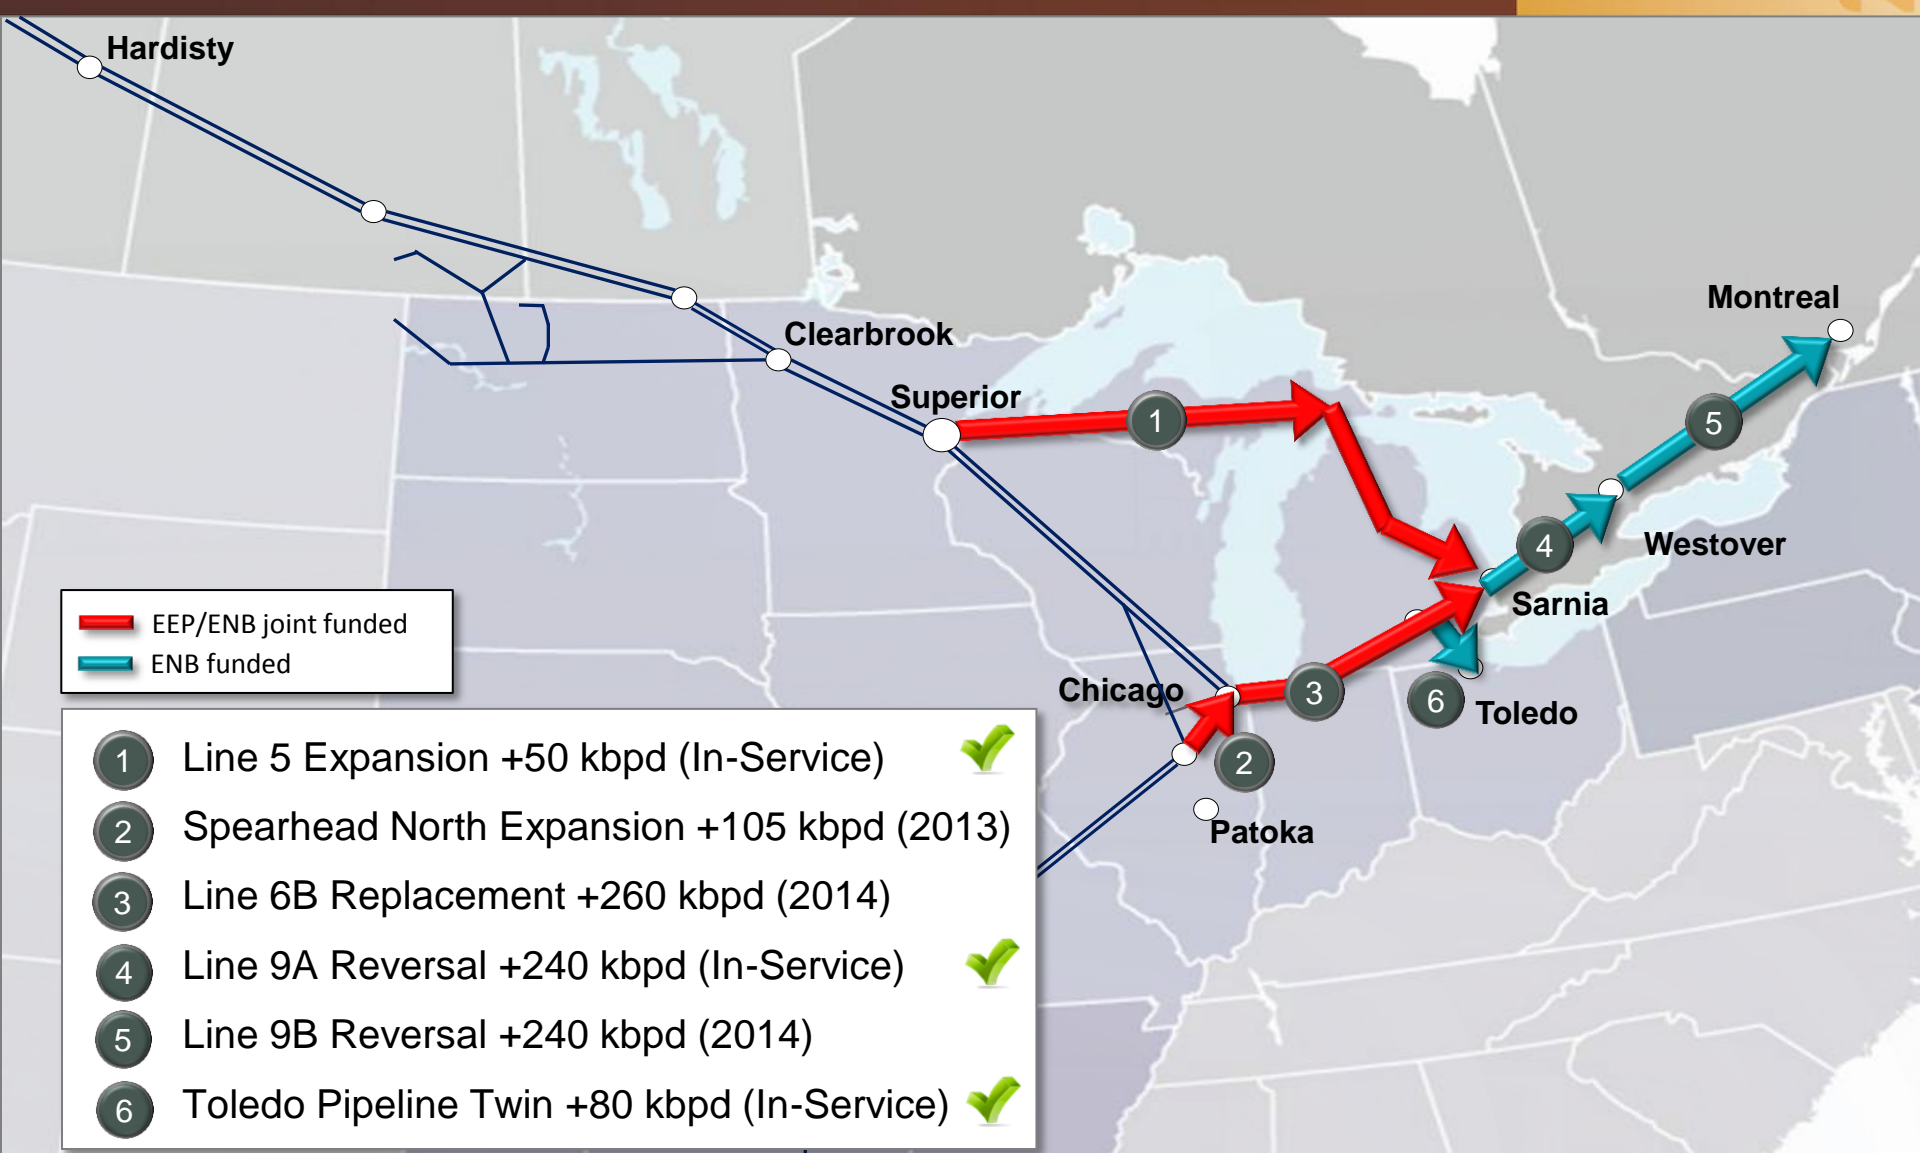 Hardisty
Montreal
Clearbrook
Superior
1
5
4
Westover
Sarnia
EEP/ENB joint funded
ENB funded
Chicago
3
6
Toledo
2
Patoka
1 Line 5 Expansion +50 kbpd (In-Service)
2 Spearhead North Expansion +105 kbpd (2013)
3 Line 6B Replacement +260 kbpd (2014)
4 Line 9A Reversal +240 kbpd (In-Service)
5 Line 9B Reversal +240 kbpd (2014)
6 Toledo Pipeline Twin +80 kbpd (In-Service)